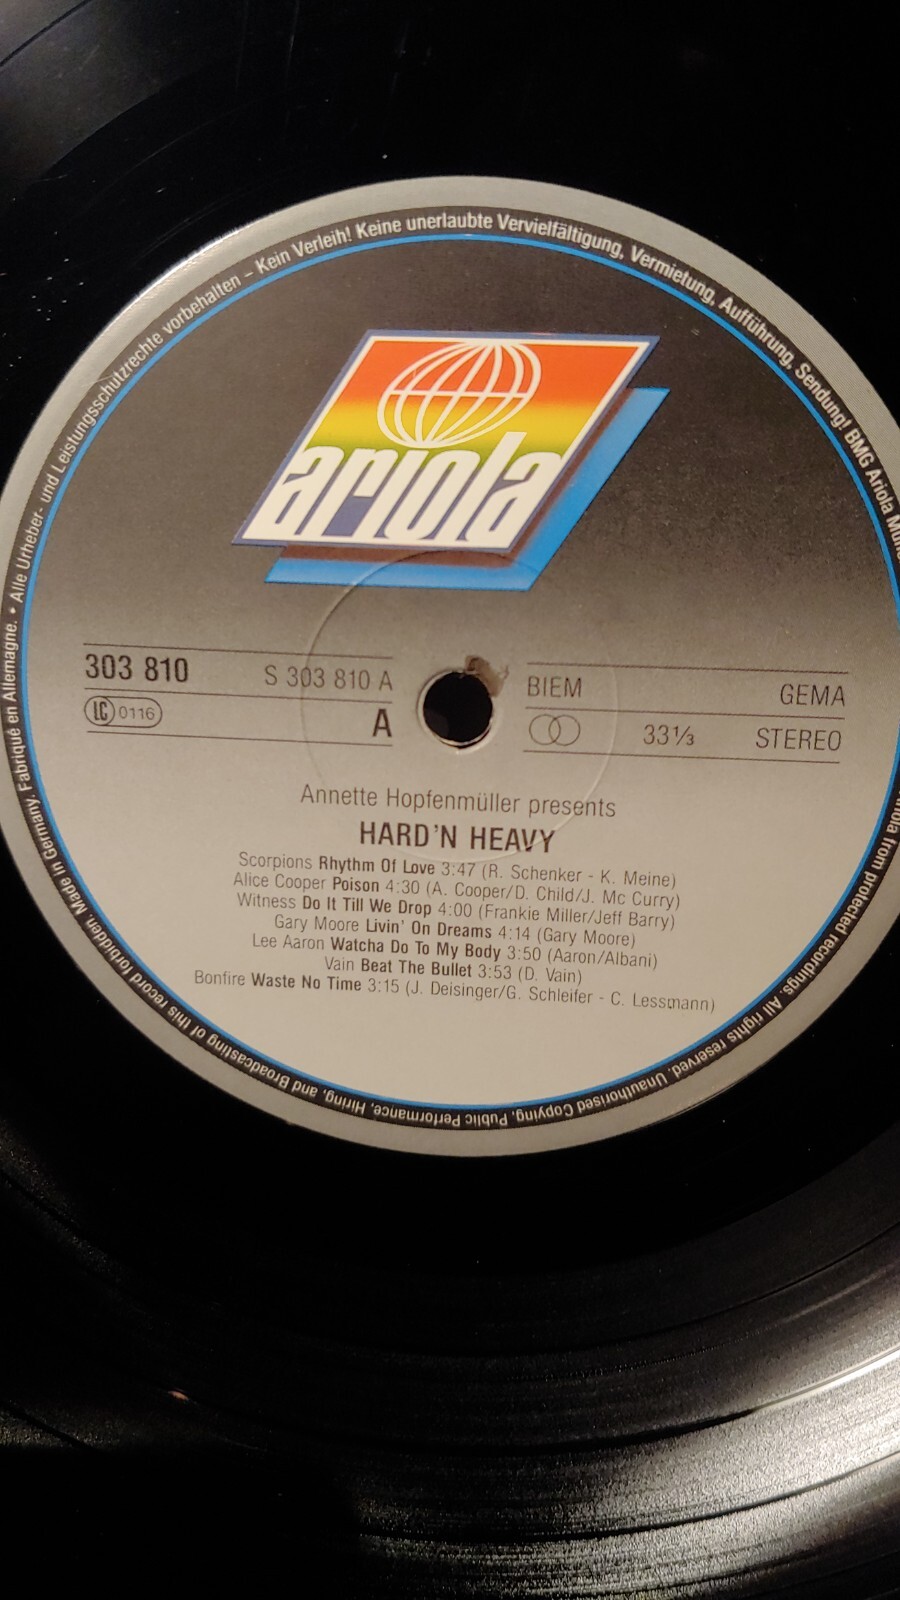 • Alle Urheber- und Leistungsschutzrechte vorbehalten – Kein Verleih! Keine unerlaubte Vervielfältigung, Vermietung, Aufführung, Sendung! BMG Ariola
ariola
303 810 S 303 810 A
LC 0116 A
BIEM GEMA
33⅓ STEREO
Annette Hopfenmüller presents
HARD'N HEAVY
Scorpions Rhythm Of Love 3:47 (R. Schenker - K. Meine)
Alice Cooper Poison 4:30 (A. Cooper/D. Child/J. Mc Curry)
Witness Do It Till We Drop 4:00 (Frankie Miller/Jeff Barry)
Gary Moore Livin' On Dreams 4:14 (Gary Moore)
Lee Aaron Watcha Do To My Body 3:50 (Aaron/Albani)
Vain Beat The Bullet 3:53 (D. Vain)
Bonfire Waste No Time 3:15 (J. Deisinger/G. Schleifer - C. Lessmann)
from protected recordings. All rights reserved. Unauthorised Copying, Public Performance, Hiring, and Broadcasting of this record forbidden. Made in Germany. Fabriqué en Allemagne.